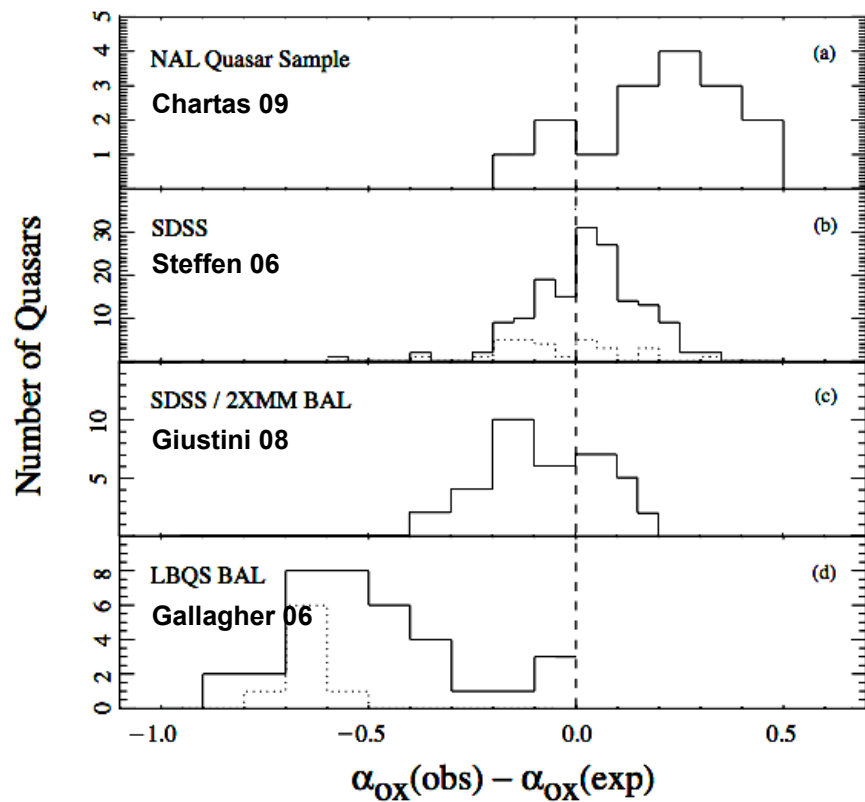 5
4
3
2
1
NAL Quasar Sample
(a)
Chartas 09
30
20
10
SDSS
(b)
Steffen 06
10
5
SDSS / 2XMM BAL
(c)
Giustini 08
8
6
4
2
0
LBQS BAL
(d)
Gallagher 06
−1.0 −0.5 0.0 0.5
αOX(obs) − αOX(exp)
Number of Quasars